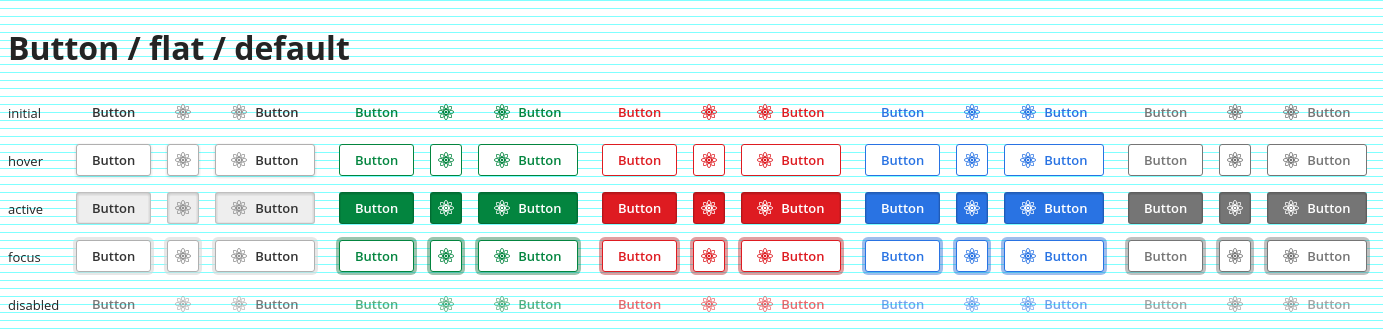 Button / flat / default
initial Button Button Button Button Button Button Button Button Button Button
hover Button Button Button Button Button Button Button Button Button Button
active Button Button Button Button Button Button Button Button Button Button
focus Button Button Button Button Button Button Button Button Button Button
disabled Button Button Button Button Button Button Button Button Button Button